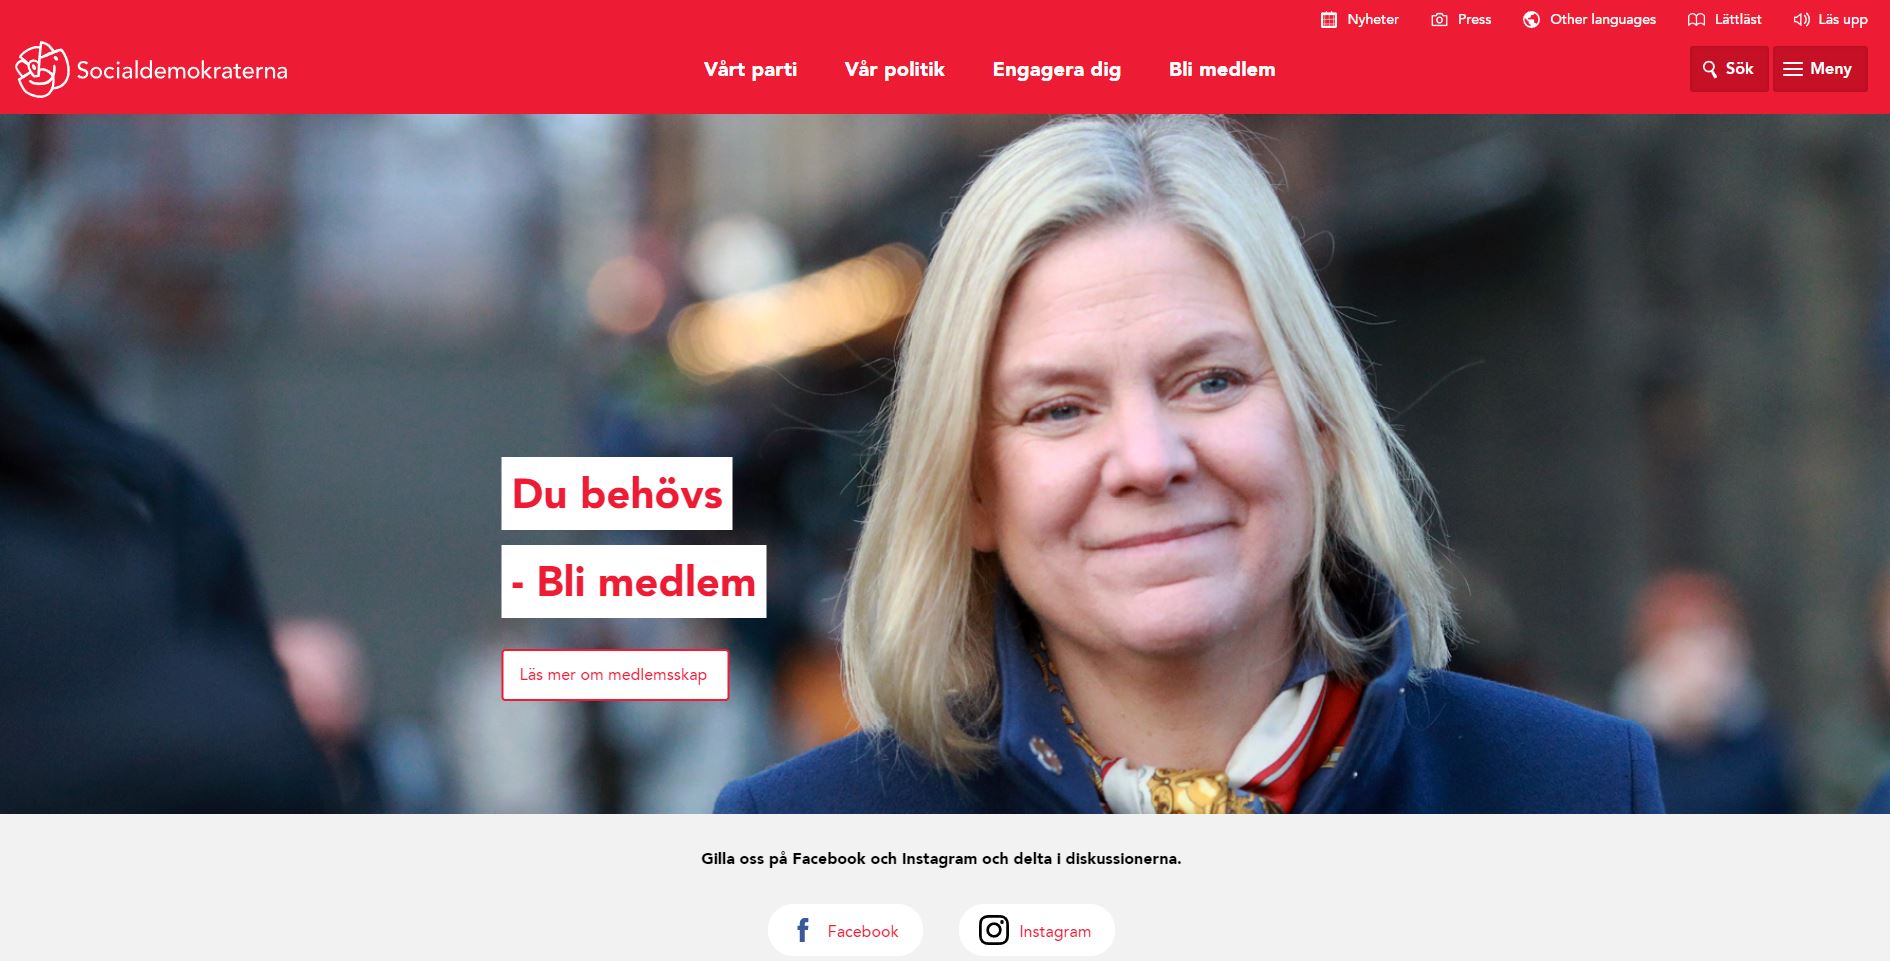 Nyheter
Press
Other languages
Lättläst
Läs upp
Socialdemokraterna
Vårt parti
Vår politik
Engagera dig
Bli medlem
Sök
Meny
Du behövs
- Bli medlem
Läs mer om medlemsskap
Gilla oss på Facebook och Instagram och delta i diskussionerna.
Facebook
Instagram